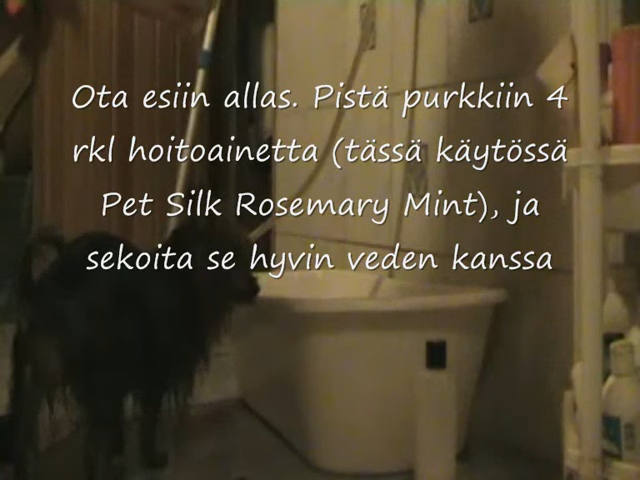 Ota esiin allas. Pistä purkkiin 4
rkl hoitoainetta (tässä käytössä
Pet Silk Rosemary Mint), ja
sekoita se hyvin veden kanssa